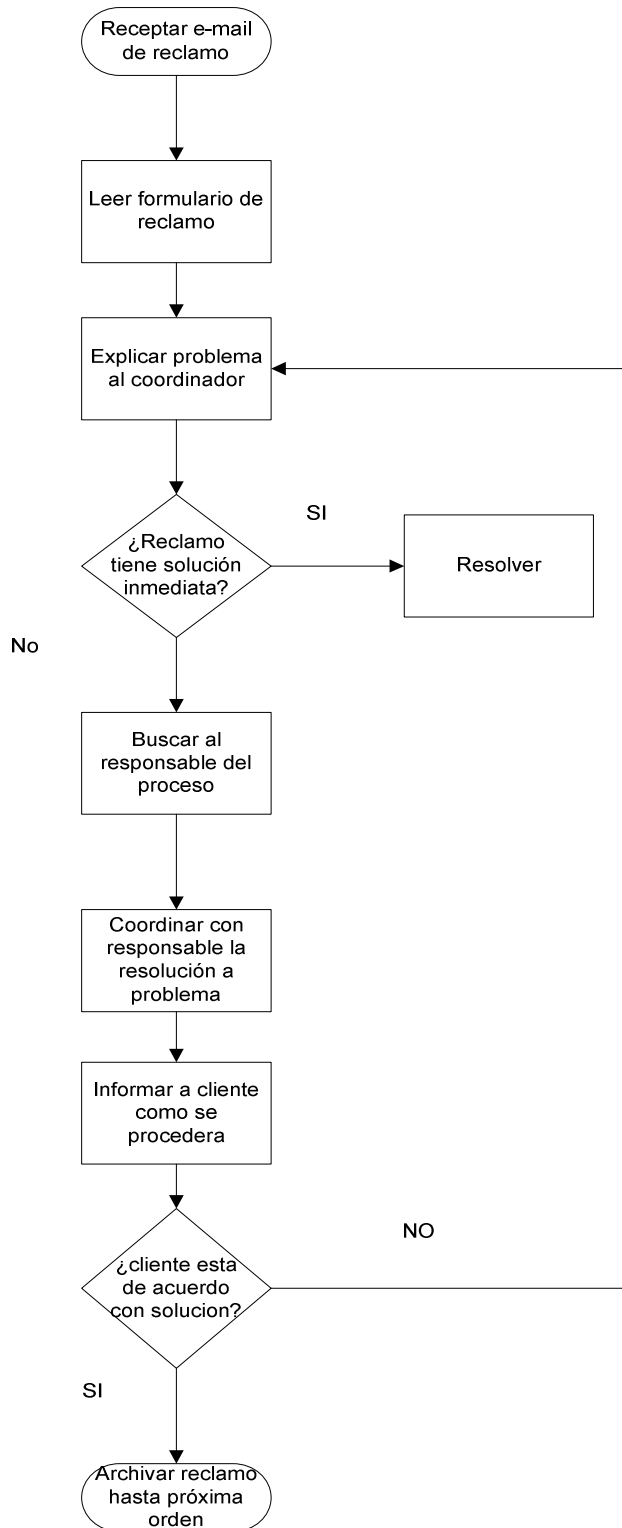 Receptar e-mail
de reclamo
Leer formulario de
reclamo
Explicar problema
al coordinador
¿Reclamo
tiene solución
inmediata?
SI
Resolver
No
Buscar al
responsable del
proceso
Coordinar con
responsable la
resolución a
problema
Informar a cliente
como se
procedera
¿cliente esta
de acuerdo
con solucion?
NO
SI
Archivar reclamo
hasta próxima
orden